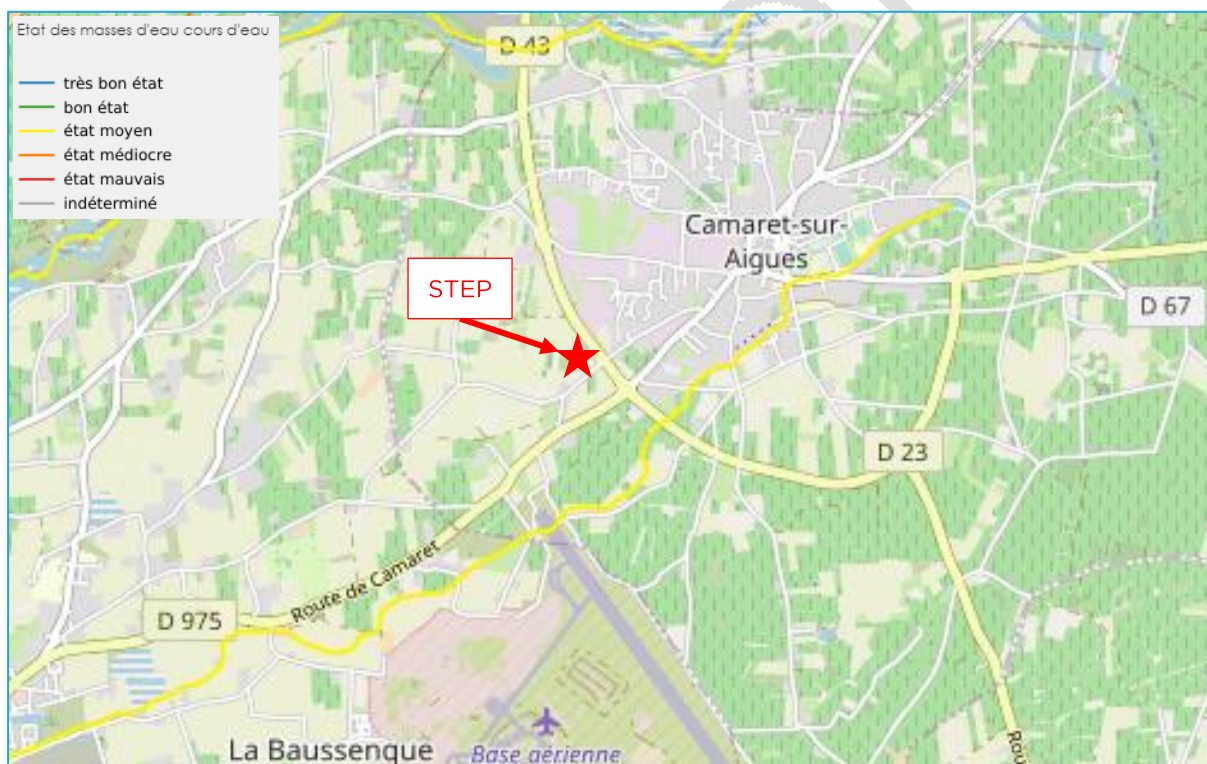 Etat des masses d'eau cours d'eau
très bon état
bon état
état moyen
état médiocre
état mauvais
indéterminé
D 43
Camaret-sur-
Aigues
STEP
D 67
D 23
Route de Camaret
D 975
La Baussenque
Base aérienne